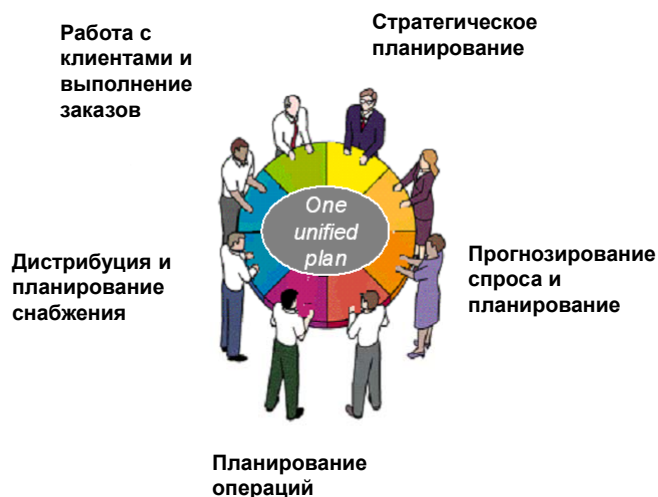 Работа с
клиентами и
выполнение
заказов
Стратегическое
планирование
One
unified
plan
Дистрибуция и
планирование
снабжения
Прогнозирование
спроса и
планирование
Планирование
операций